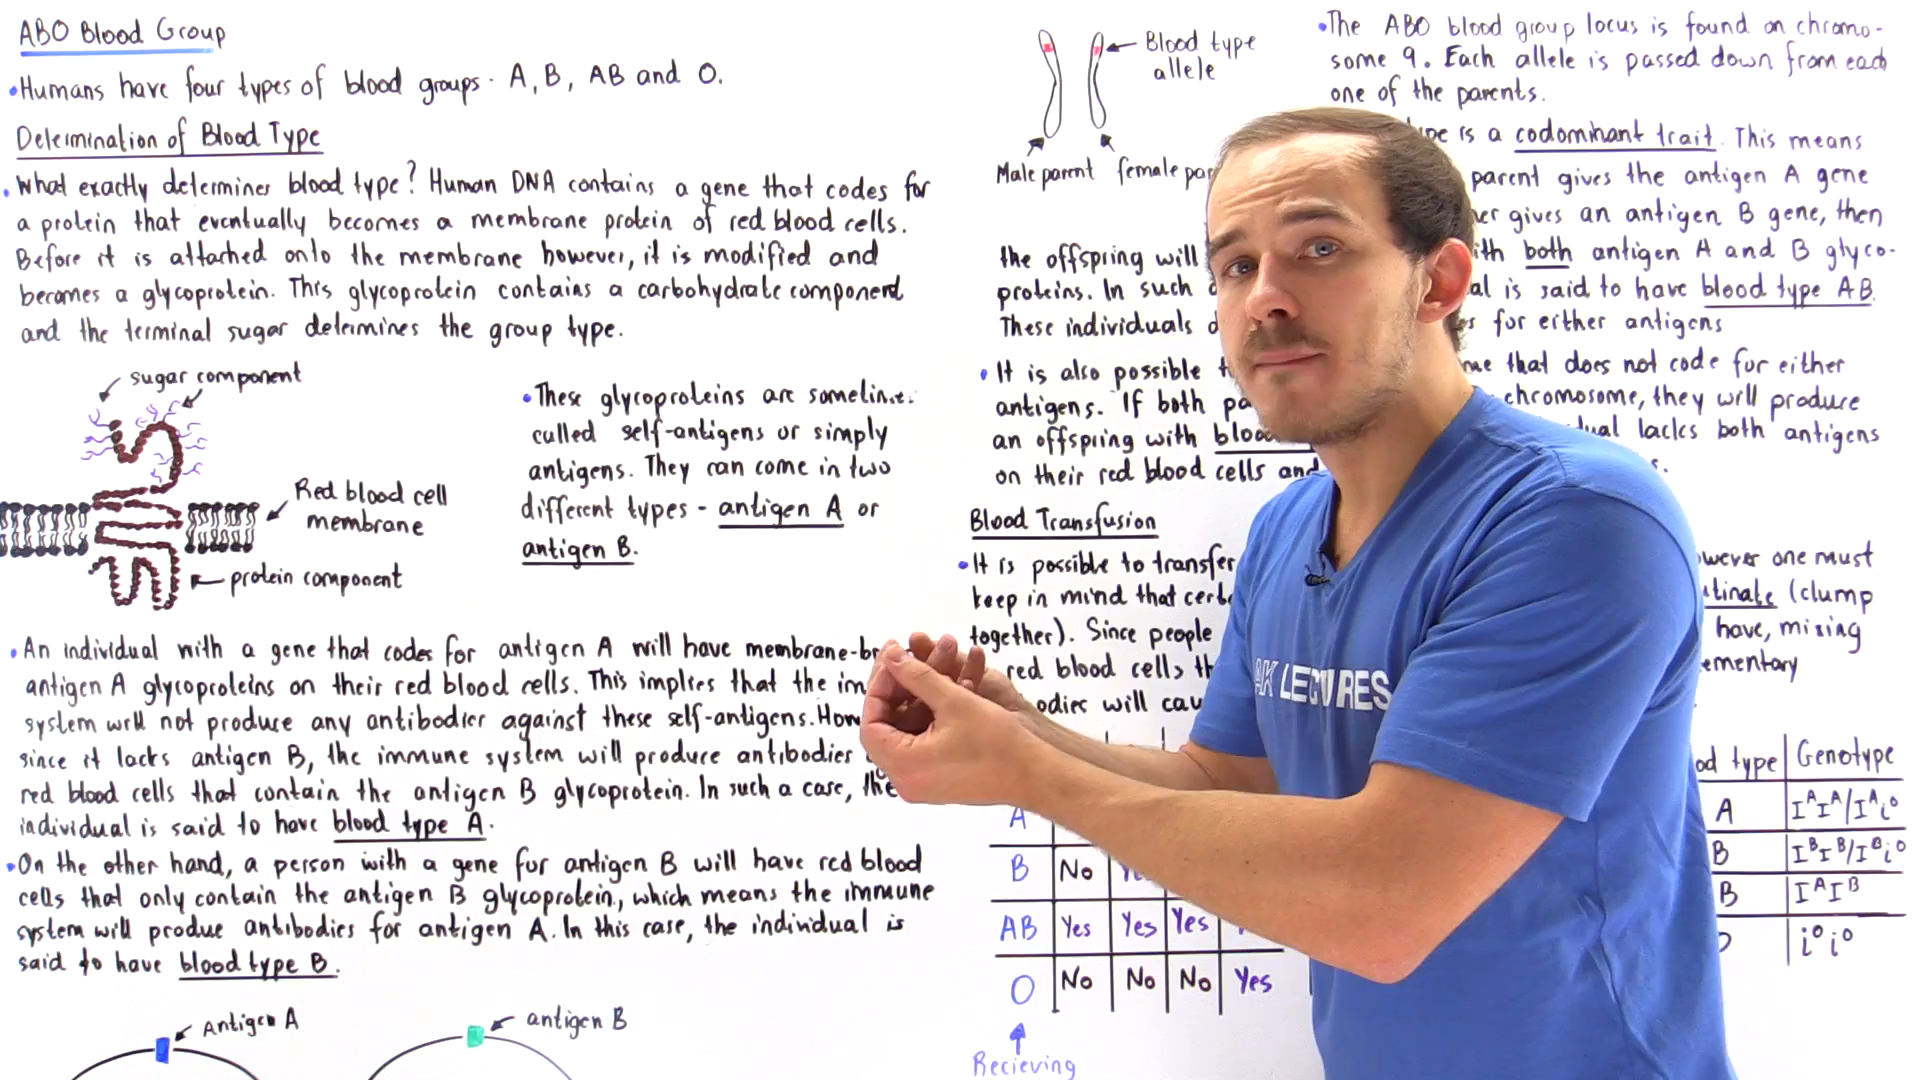 ABO Blood Group
•Humans have four types of blood groups - A, B, AB and O.
Determination of Blood Type
•What exactly determines blood type? Human DNA contains a gene that codes for
a protein that eventually becomes a membrane protein of red blood cells.
Before it is attached onto the membrane however, it is modified and
becomes a glycoprotein. This glycoprotein contains a carbohydrate component
and the terminal sugar determines the group type.
sugar component
Red blood cell
membrane
protein component
•These glycoproteins are sometimes
called self-antigens or simply
antigens. They can come in two
different types - antigen A or
antigen B.
•An individual with a gene that codes for antigen A will have
antigen A glycoproteins on their red blood cells. This implies that the
system will not produce any antibodies against these self-antigens.
since it lacks antigen B, the immune system will produce antibodies
red blood cells that contain the antigen B glycoprotein. In such a case, the
individual is said to have blood type A.
•On the other hand, a person with a gene for antigen B will have red blood
cells that only contain the antigen B glycoprotein, which means the immune
system will produce antibodies for antigen A. In this case, the individual is
said to have blood type B.
Antigen A
antigen B
Blood type
allele
Male parent female
•The ABO blood group locus is found on chromo-
some 9. Each allele is passed down from each
one of the parents.
is a codominant trait. This means
parent gives the antigen A gene
gives an antigen B gene, then
the offspring will
both antigen A and B glyco-
proteins. In such
is said to have blood type AB.
These individuals
for either antigens
•It is also possible
that does not code for either
antigens. If both
chromosome, they will produce
an offspring with
lacks both antigens
on their red blood cells and
Blood Transfusion
•It is possible to transfer
one must
keep in mind that
(clump
together). Since people
have, mixing
red blood cells
will
A
B No
AB Yes Yes Yes
O No No No Yes
Recieving
type Genotype
A IᴬIᴬ/Iᴬi⁰
B IᴮIᴮ/Iᴮi⁰
B IᴬIᴮ
i⁰i⁰
AK LECTURES